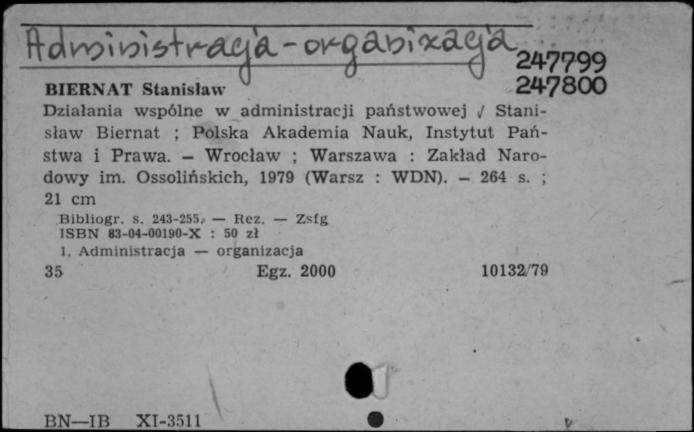 Administracja - organizacja
247799
247800
BIERNAT Stanisław
Działania wspólne w administracji państwowej / Stani-
sław Biernat ; Polska Akademia Nauk, Instytut Pań-
stwa i Prawa. — Wrocław ; Warszawa : Zakład Naro-
dowy im. Ossolińskich, 1979 (Warsz : WDN). — 264 s. ;
21 cm
Bibliogr. s. 243-255. — Rez. — Zsfg
ISBN 83-04-00190-X : 50 zł
1. Administracja — organizacja
35 Egz. 2000 10132/79
BN—IB XI-3511